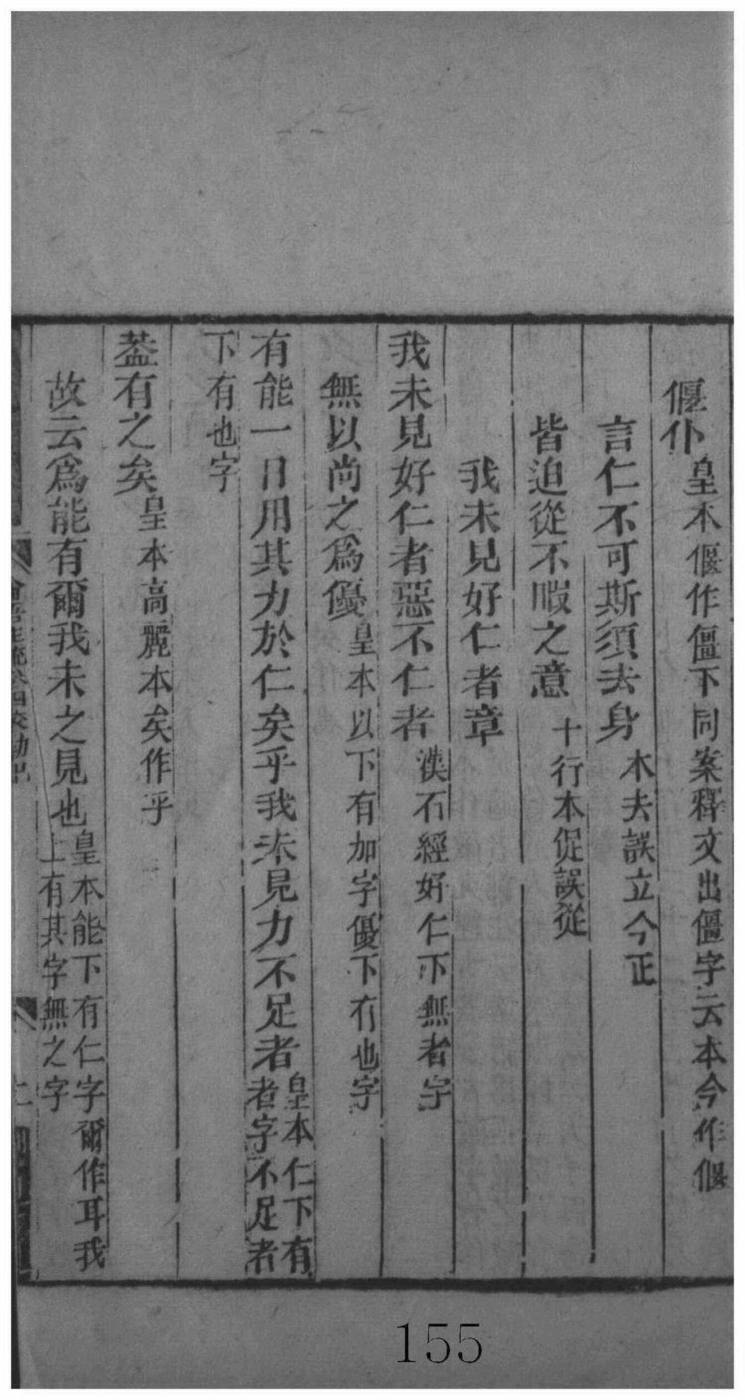 偃仆皇本偃作僵下同案釋文出僵字云本今作偃
言仁不可斯須去身本去誤立今正
皆迫從不暇之意十行本促誤從
我未見好仁者章
我未見好仁者惡不仁者漢石經好仁下無者字
無以尚之爲優皇本以下有加字優下有也字
有能一日用其力於仁矣乎我未見力不足者皇本仁下有者字不足者
下有也字
葢有之矣皇本高麗本矣作乎
故云爲能有爾我未之見也皇本能下有仁字爾作耳我上有其字無之字
155